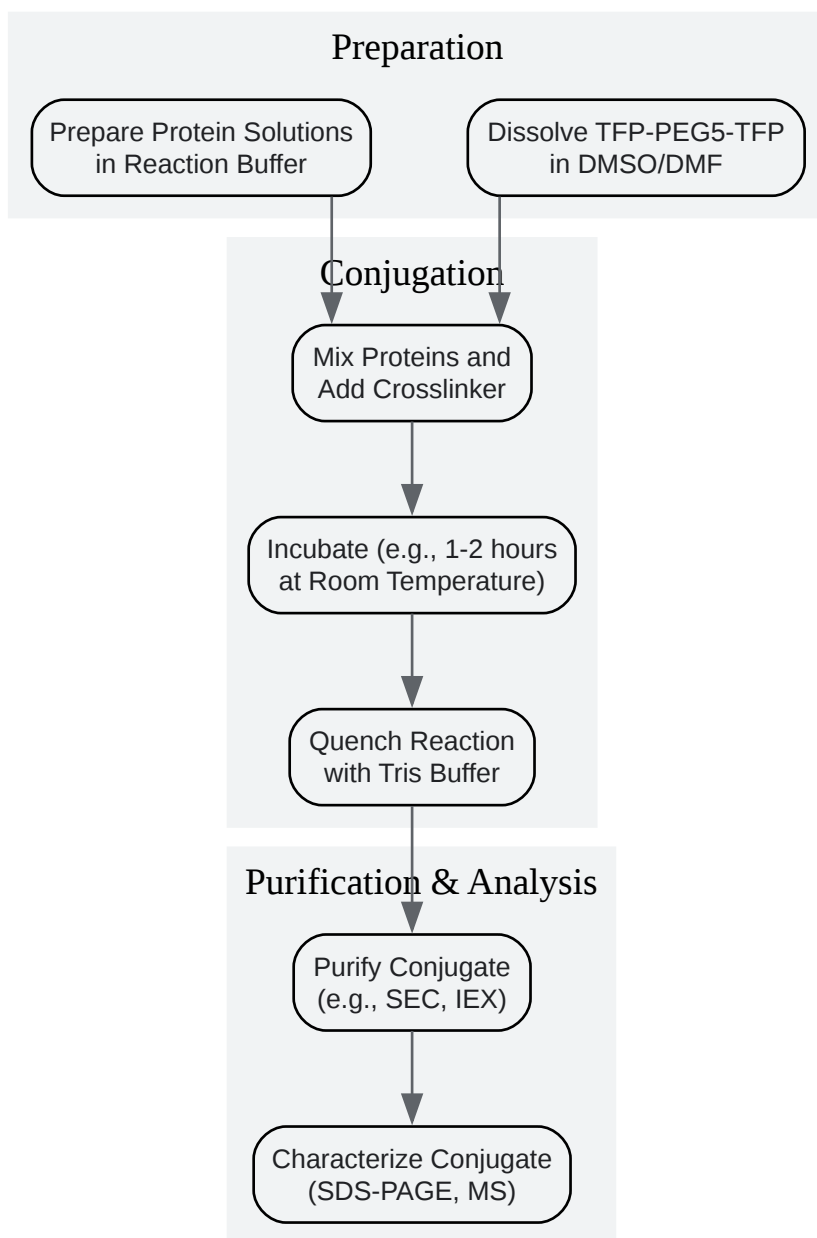 Preparation
Prepare Protein Solutions
in Reaction Buffer
Dissolve TFP-PEG5-TFP
in DMSO/DMF
Conjugation
Mix Proteins and
Add Crosslinker
Incubate (e.g., 1-2 hours
at Room Temperature)
Quench Reaction
with Tris Buffer
Purification & Analysis
Purify Conjugate
(e.g., SEC, IEX)
Characterize Conjugate
(SDS-PAGE, MS)